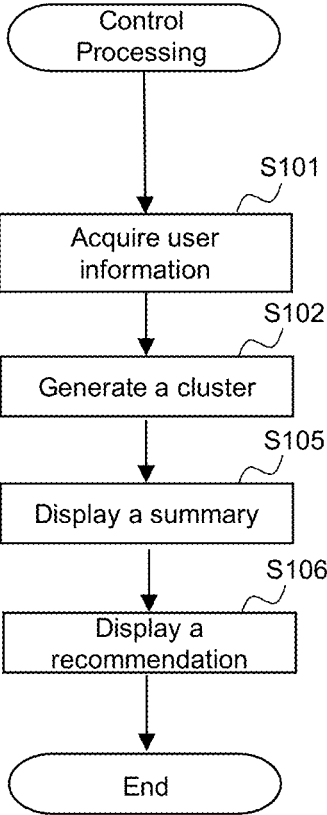 Control
Processing
S101
Acquire user
information
S102
Generate a cluster
S105
Display a summary
S106
Display a
recommendation
End